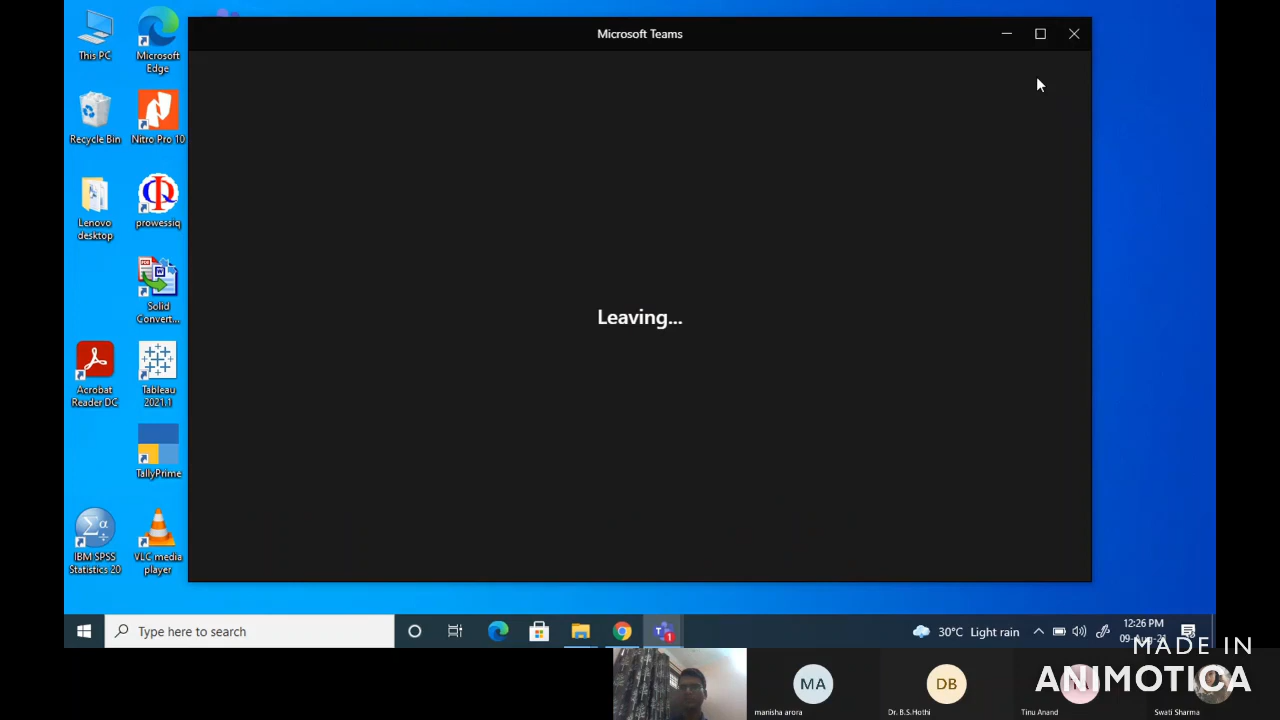 Microsoft Teams
This PC
Microsoft
Edge
Recycle Bin
Nitro Pro 10
Lenovo
desktop
prowessiq
Solid
Convert...
Leaving...
Acrobat
Reader DC
Tableau
2021.1
TallyPrime
IBM SPSS
Statistics 20
VLC media
player
Type here to search
30°C Light rain
12:26 PM
MADE IN
ANIMOTICA
MA
DB
manisha arora
Dr. B.S.Hothi
Tinu Anand
Swati Sharma